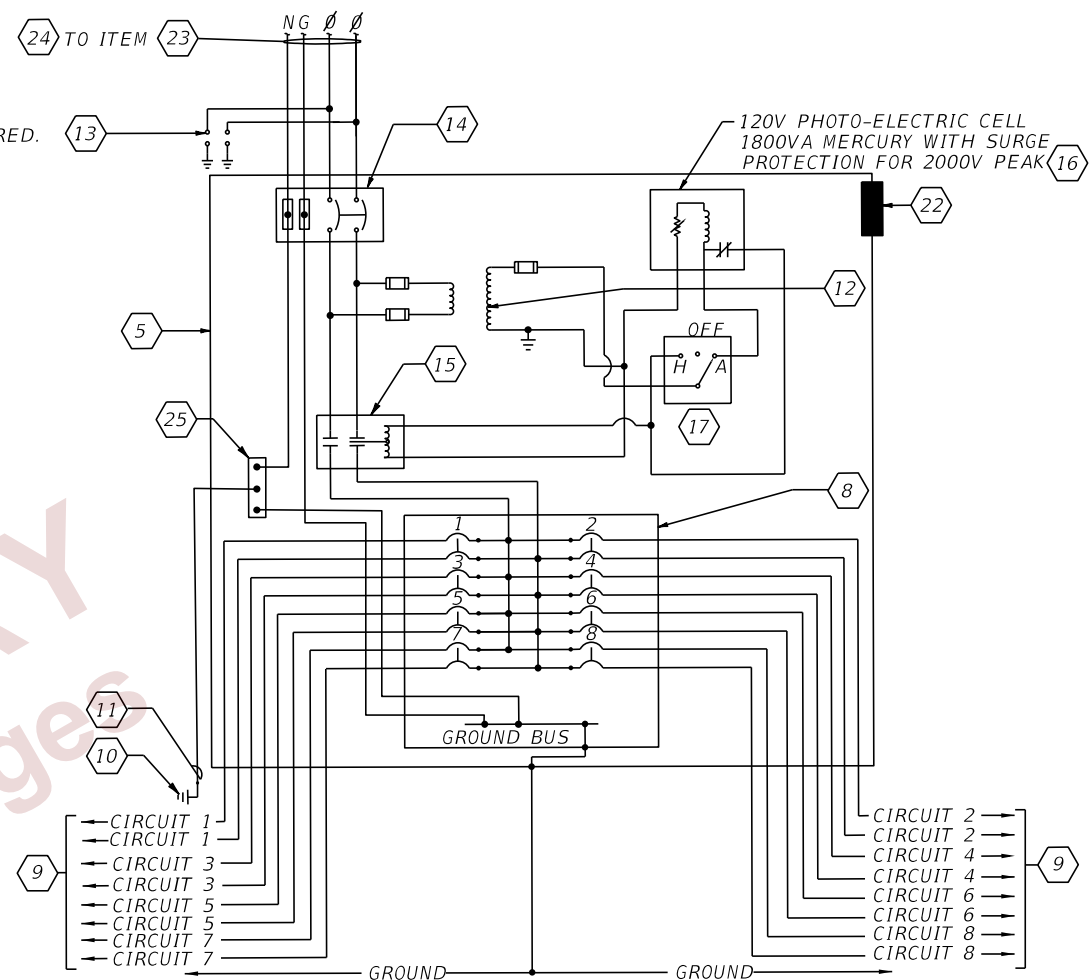 N G Ø Ø
24 TO ITEM 23
RED. 13
14
120V PHOTO-ELECTRIC CELL
1800VA MERCURY WITH SURGE
PROTECTION FOR 2000V PEAK 16
22
12
5
OFF
H A
15
17
25
8
1 2
3 4
5 6
7 8
11
GROUND BUS
10
CIRCUIT 1
CIRCUIT 1
CIRCUIT 3
9
CIRCUIT 3
CIRCUIT 5
CIRCUIT 5
CIRCUIT 7
CIRCUIT 7
CIRCUIT 2
CIRCUIT 2
CIRCUIT 4
9
CIRCUIT 4
CIRCUIT 6
CIRCUIT 6
CIRCUIT 8
CIRCUIT 8
GROUND GROUND
RY
ges